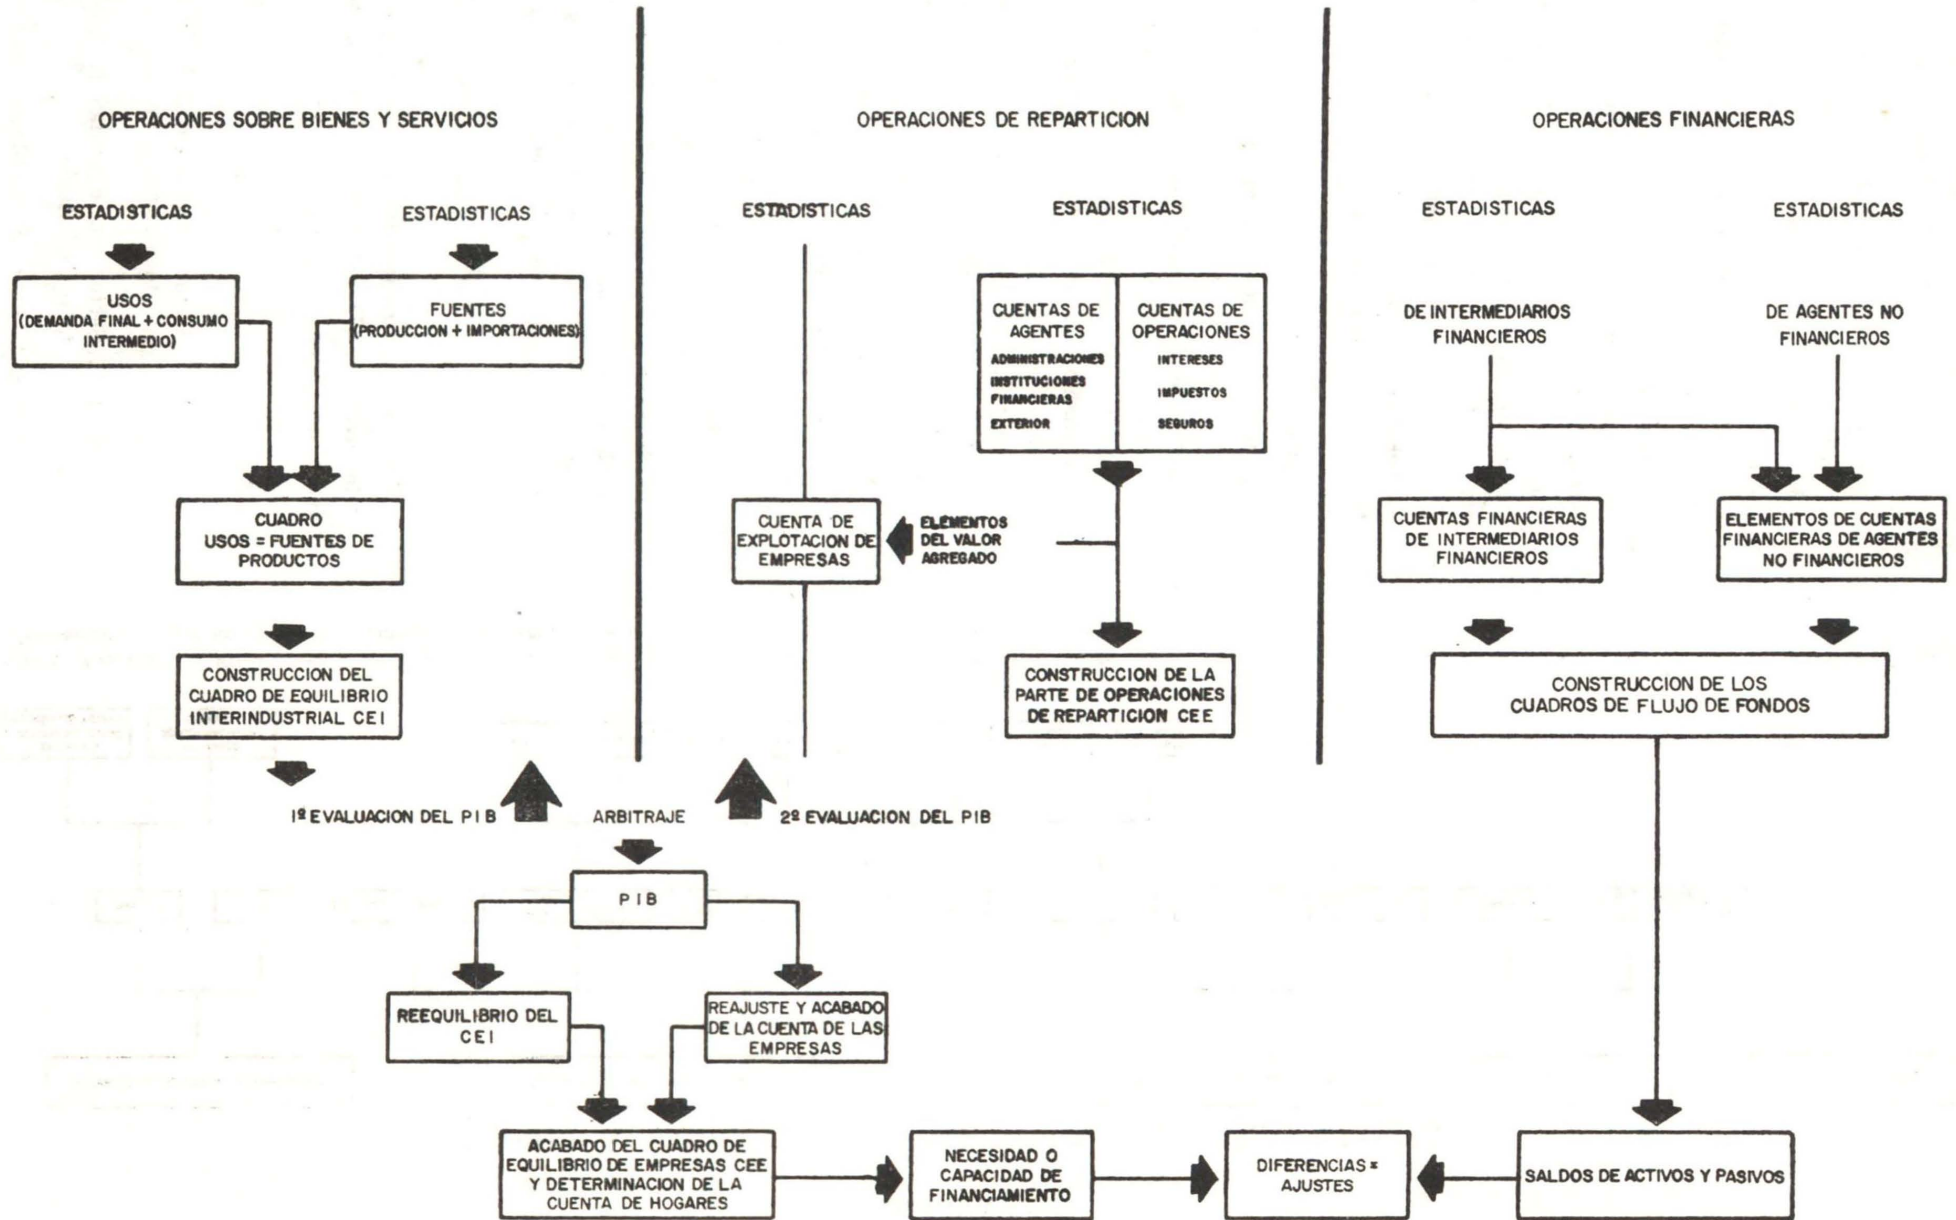 OPERACIONES SOBRE BIENES Y SERVICIOS
ESTADISTICAS
ESTADISTICAS
USOS
(DEMANDA FINAL + CONSUMO
INTERMEDIO)
FUENTES
(PRODUCCION + IMPORTACIONES)
CUADRO
USOS = FUENTES DE
PRODUCTOS
CONSTRUCCION DEL
CUADRO DE EQUILIBRIO
INTERINDUSTRIAL CEI
OPERACIONES DE REPARTICION
ESTADISTICAS
ESTADISTICAS
CUENTAS DE
AGENTES
ADMINISTRACIONES
INSTITUCIONES
FINANCIERAS
EXTERIOR
CUENTAS DE
OPERACIONES
INTERESES
IMPUESTOS
SEGUROS
CUENTA DE
EXPLOTACION DE
EMPRESAS
ELEMENTOS
DEL VALOR
AGREGADO
CONSTRUCCION DE LA
PARTE DE OPERACIONES
DE REPARTICION CEE
OPERACIONES FINANCIERAS
ESTADISTICAS
ESTADISTICAS
DE INTERMEDIARIOS
FINANCIEROS
DE AGENTES NO
FINANCIEROS
CUENTAS FINANCIERAS
DE INTERMEDIARIOS
FINANCIEROS
ELEMENTOS DE CUENTAS
FINANCIERAS DE AGENTES
NO FINANCIEROS
CONSTRUCCION DE LOS
CUADROS DE FLUJO DE FONDOS
1º EVALUACION DEL PIB
ARBITRAJE
2º EVALUACION DEL PIB
PIB
REEQUILIBRIO DEL
CEI
REAJUSTE Y ACABADO
DE LA CUENTA DE LAS
EMPRESAS
ACABADO DEL CUADRO DE
EQUILIBRIO DE EMPRESAS CEE
Y DETERMINACION DE LA
CUENTA DE HOGARES
NECESIDAD O
CAPACIDAD DE
FINANCIAMIENTO
DIFERENCIAS =
AJUSTES
SALDOS DE ACTIVOS Y PASIVOS